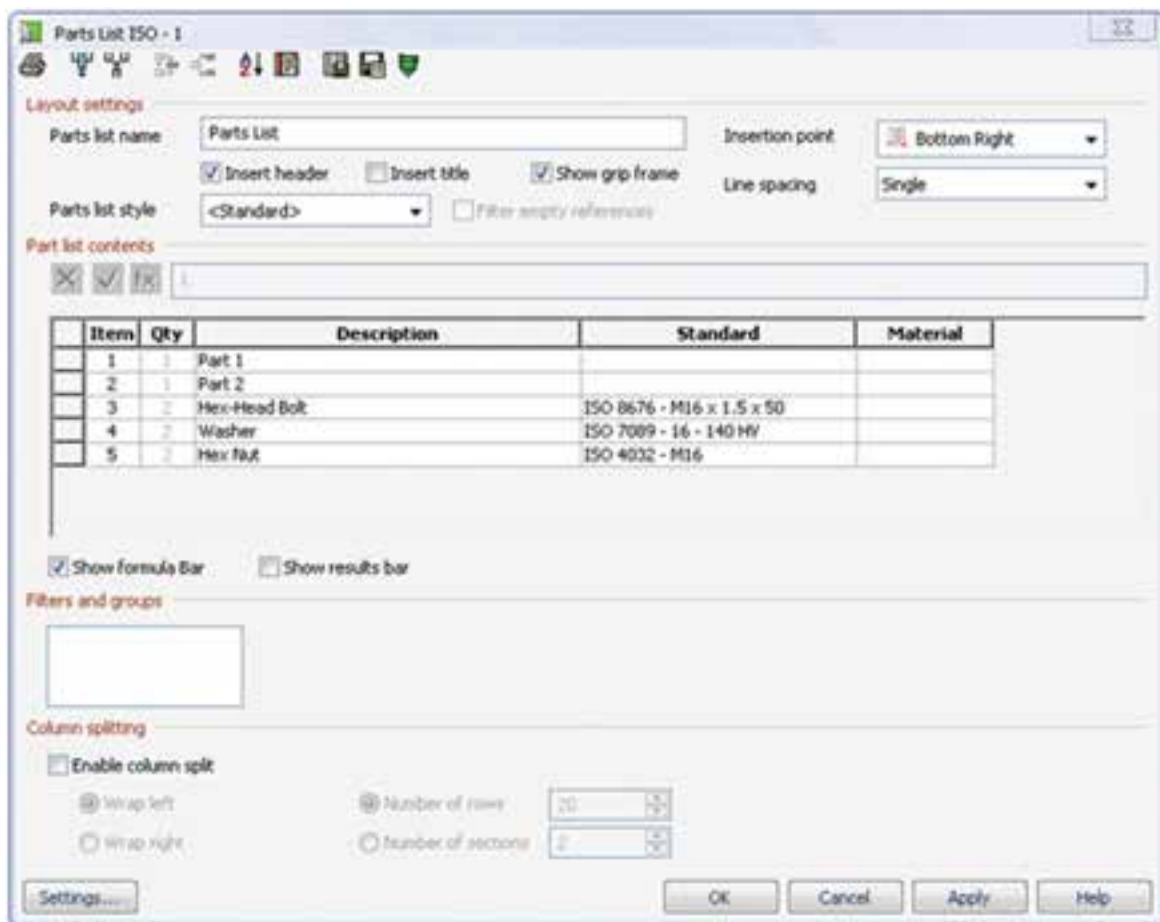 Parts List ISO - 1
Layout settings
Parts list name Parts List Insertion point Bottom Right
Insert header Insert title Show grip frame
Line spacing Single
Parts list style <Standard> Filter empty references
Part list contents
1
Item Qty Description Standard Material
1 1 Part 1
2 1 Part 2
3 2 Hex-Head Bolt ISO 8676 - M16 x 1.5 x 50
4 2 Washer ISO 7089 - 16 - 140 HV
5 2 Hex Nut ISO 4032 - M16
Show formula Bar Show results bar
Filters and groups
Column splitting
Enable column split
Wrap left Number of rows 20
Wrap right Number of sections 2
Settings.... OK Cancel Apply Help